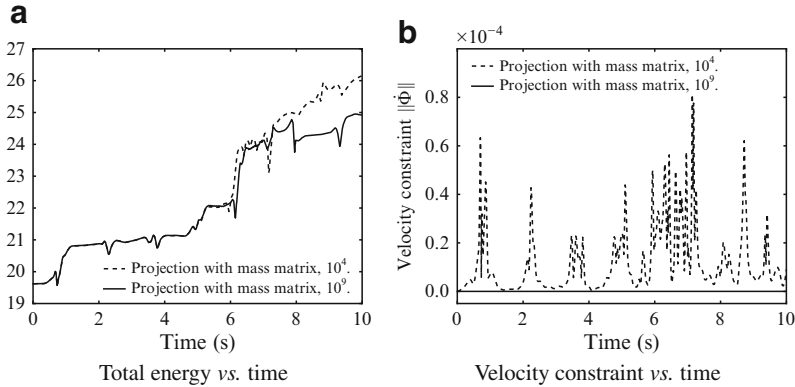 a
27
26
25
24
23
22
21
20
19
0 2 4 6 8 10
Projection with mass matrix, 10⁴.
Projection with mass matrix, 10⁹.
Time (s)
Total energy vs. time
b
×10⁻⁴
0.8
0.6
0.4
0.2
0.0
0 2 4 6 8 10
Velocity constraint ||Φ̇||
Projection with mass matrix, 10⁴.
Projection with mass matrix, 10⁹.
Time (s)
Velocity constraint vs. time